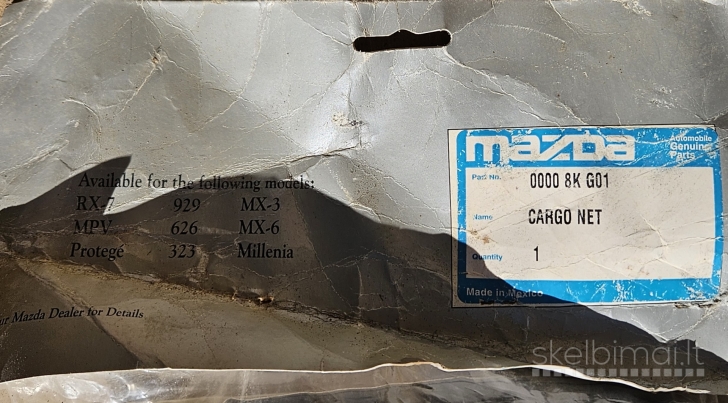 Available for the following models:
RX-7 929 MX-3
MPV 626 MX-6
Protegé 323 Millenia
Mazda Dealer for Details
mazda
Automobile
Genuine
Parts
Part No. 0000 8K G01
Name CARGO NET
Quantity 1
Made in Mexico
skelbimai.lt